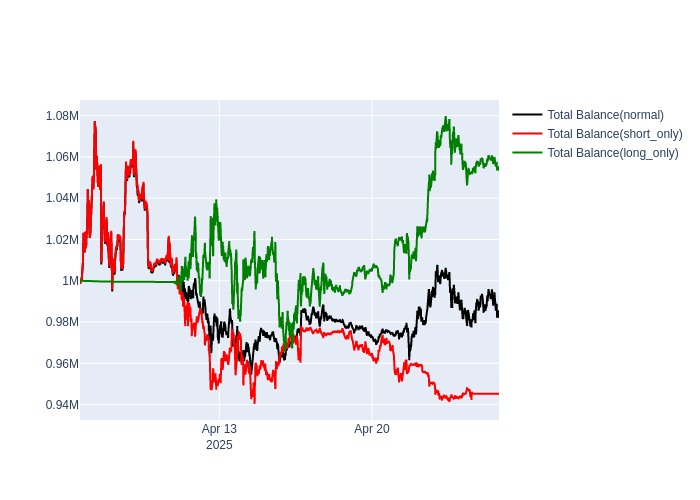 1.08M
1.06M
1.04M
1.02M
1M
0.98M
0.96M
0.94M
Apr 13
2025
Apr 20
Total Balance(normal)
Total Balance(short_only)
Total Balance(long_only)